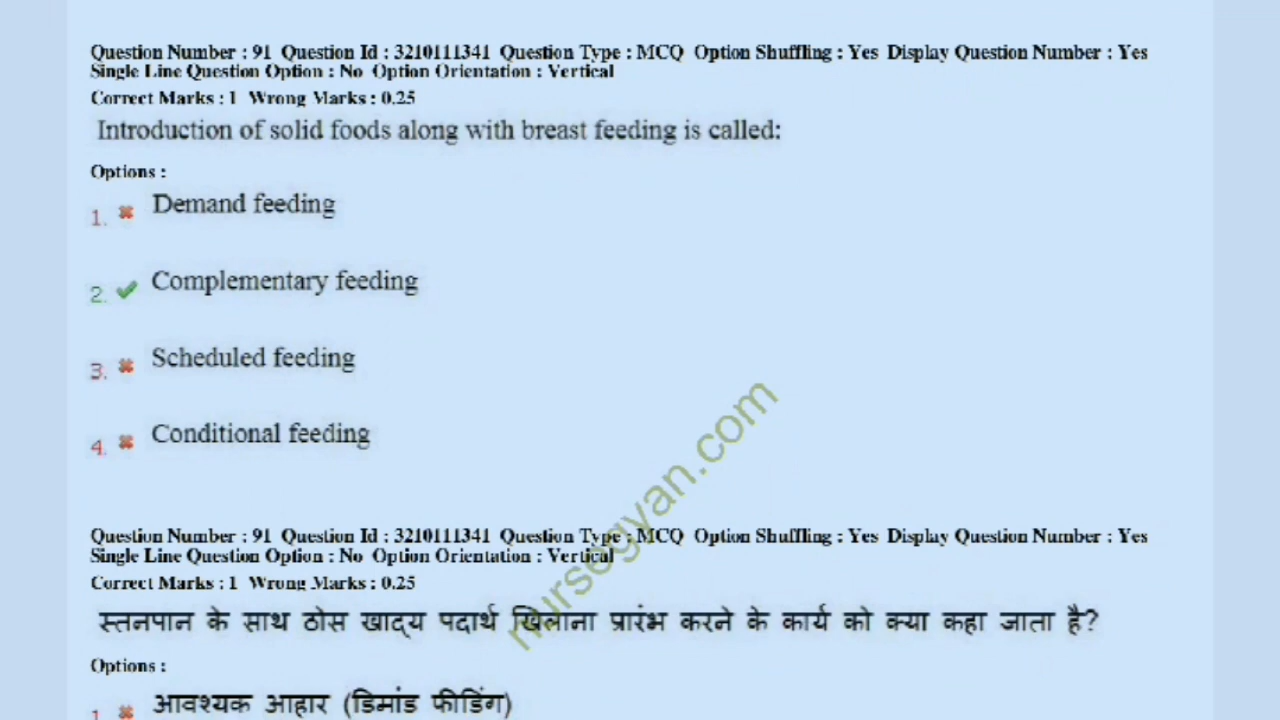 Question Number : 91 Question Id : 3210111341 Question Type : MCQ Option Shuffling : Yes Display Question Number : Yes
Single Line Question Option : No Option Orientation : Vertical
Correct Marks : 1 Wrong Marks : 0.25
Introduction of solid foods along with breast feeding is called:
Options :
1. Demand feeding
2. Complementary feeding
3. Scheduled feeding
4. Conditional feeding
nursegyan.com
Question Number : 91 Question Id : 3210111341 Question Type : MCQ Option Shuffling : Yes Display Question Number : Yes
Single Line Question Option : No Option Orientation : Vertical
Correct Marks : 1 Wrong Marks : 0.25
स्तनपान के साथ ठोस खाद्य पदार्थ खिलाना प्रारंभ करने के कार्य को क्या कहा जाता है?
Options :
1. आवश्यक आहार (डिमांड फीडिंग)